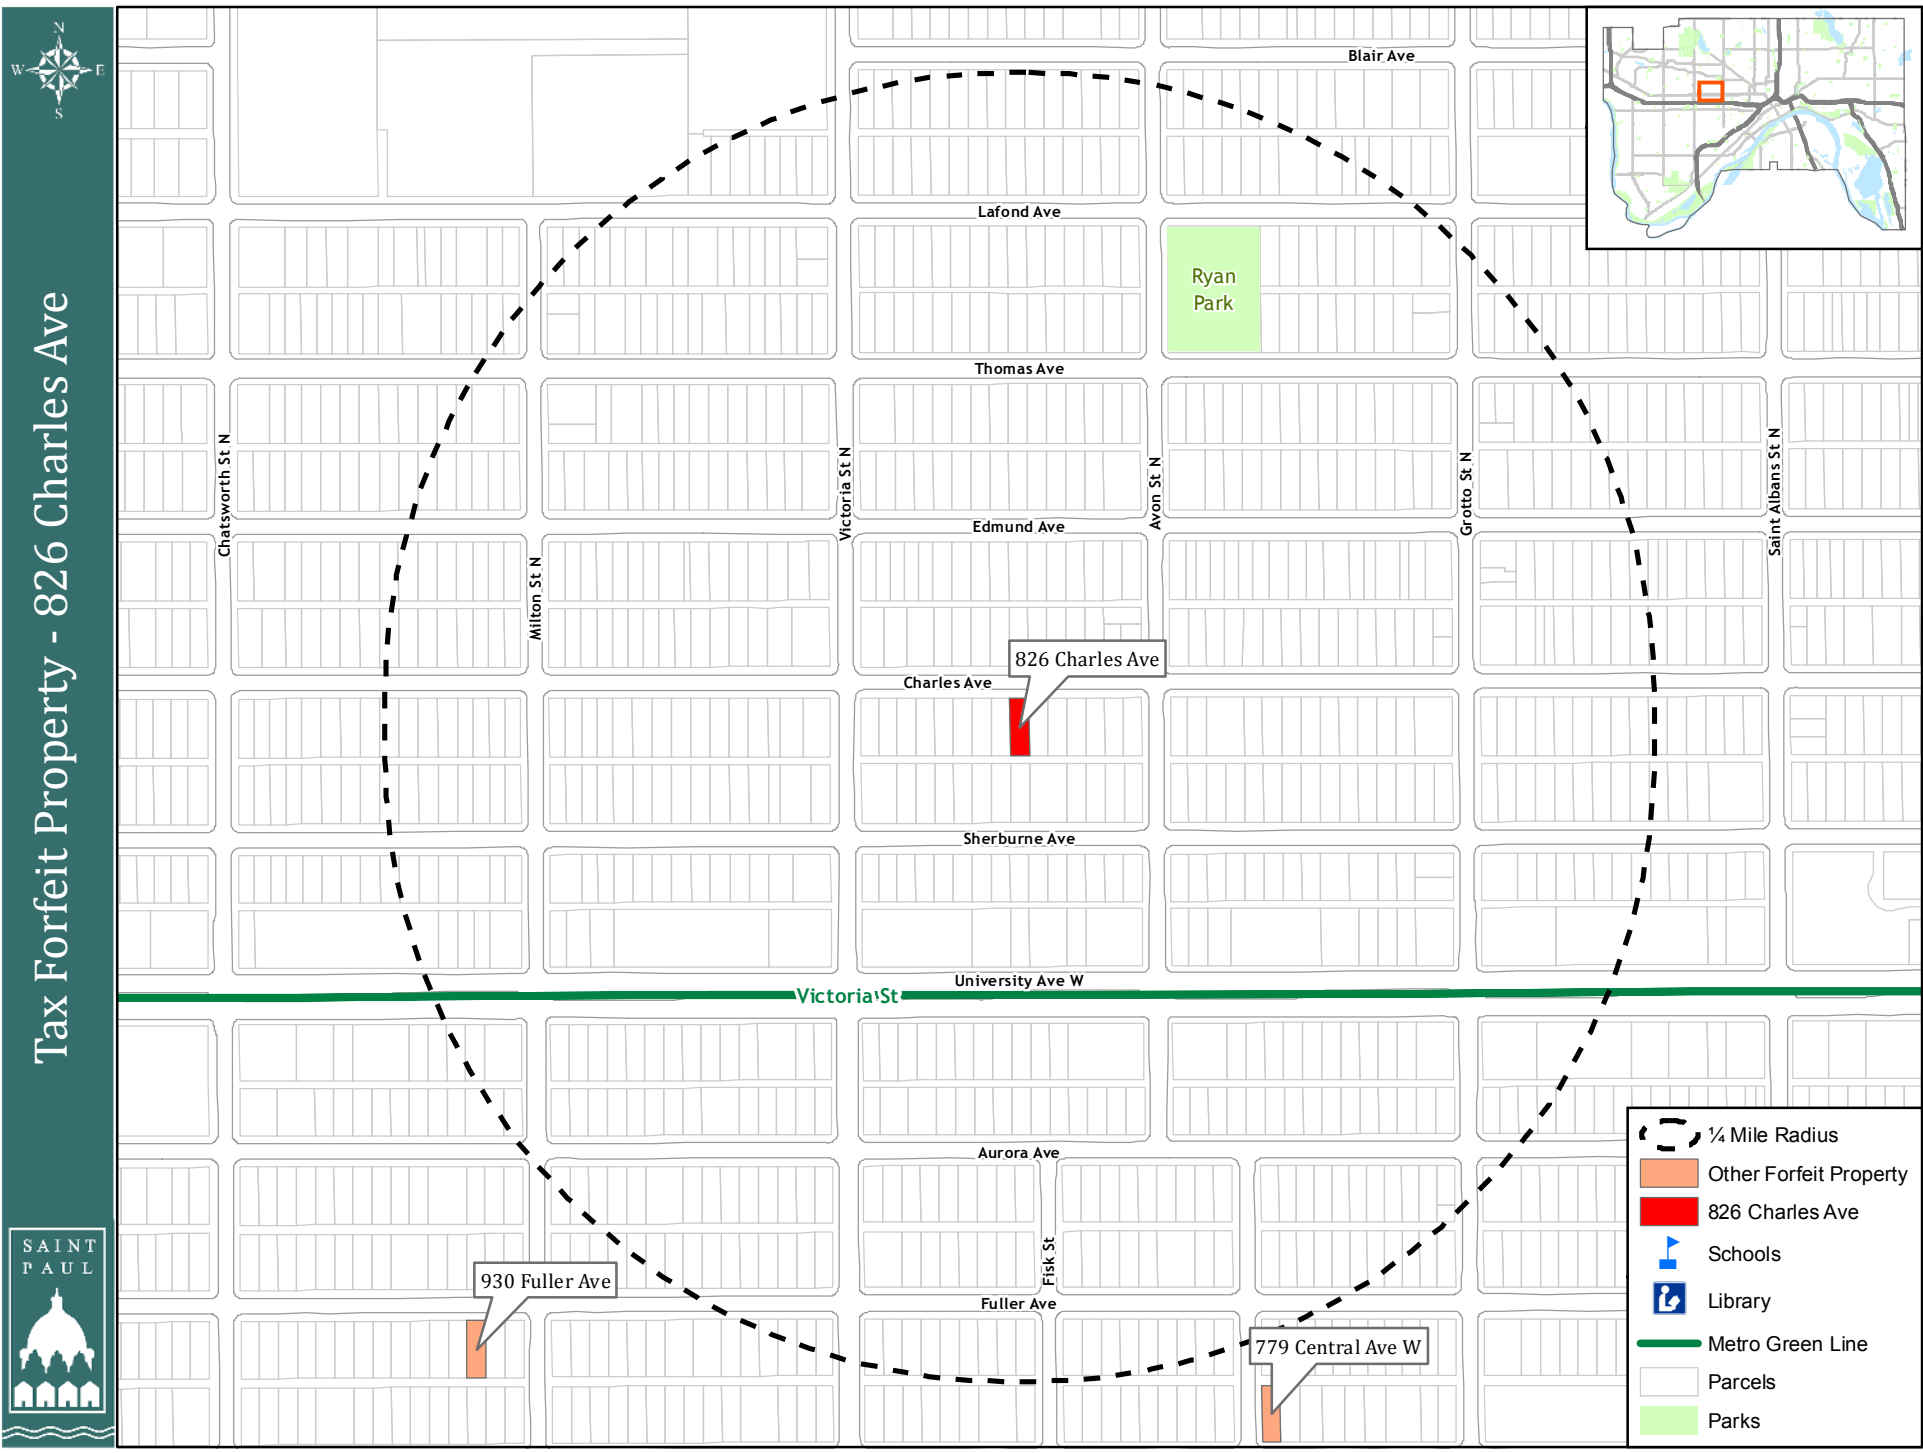 Tax Forfeit Property - 826 Charles Ave
N
W E
S
SAINT
PAUL
Blair Ave
Lafond Ave
Ryan
Park
Thomas Ave
Chatsworth St N
Victoria St N
Avon St N
Grotto St N
Saint Albans St N
Edmund Ave
Milton St N
826 Charles Ave
Charles Ave
Sherburne Ave
University Ave W
Victoria St
Aurora Ave
Fisk St
930 Fuller Ave
Fuller Ave
779 Central Ave W
¼ Mile Radius
Other Forfeit Property
826 Charles Ave
Schools
Library
Metro Green Line
Parcels
Parks